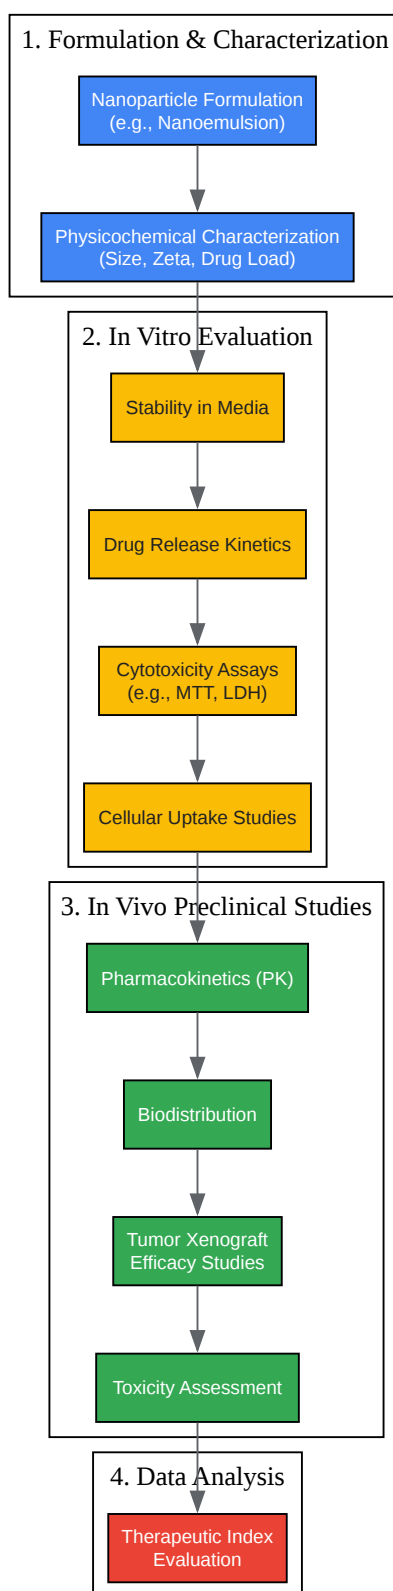 1. Formulation & Characterization
Nanoparticle Formulation
(e.g., Nanoemulsion)
Physicochemical Characterization
(Size, Zeta, Drug Load)
2. In Vitro Evaluation
Stability in Media
Drug Release Kinetics
Cytotoxicity Assays
(e.g., MTT, LDH)
Cellular Uptake Studies
3. In Vivo Preclinical Studies
Pharmacokinetics (PK)
Biodistribution
Tumor Xenograft
Efficacy Studies
Toxicity Assessment
4. Data Analysis
Therapeutic Index
Evaluation